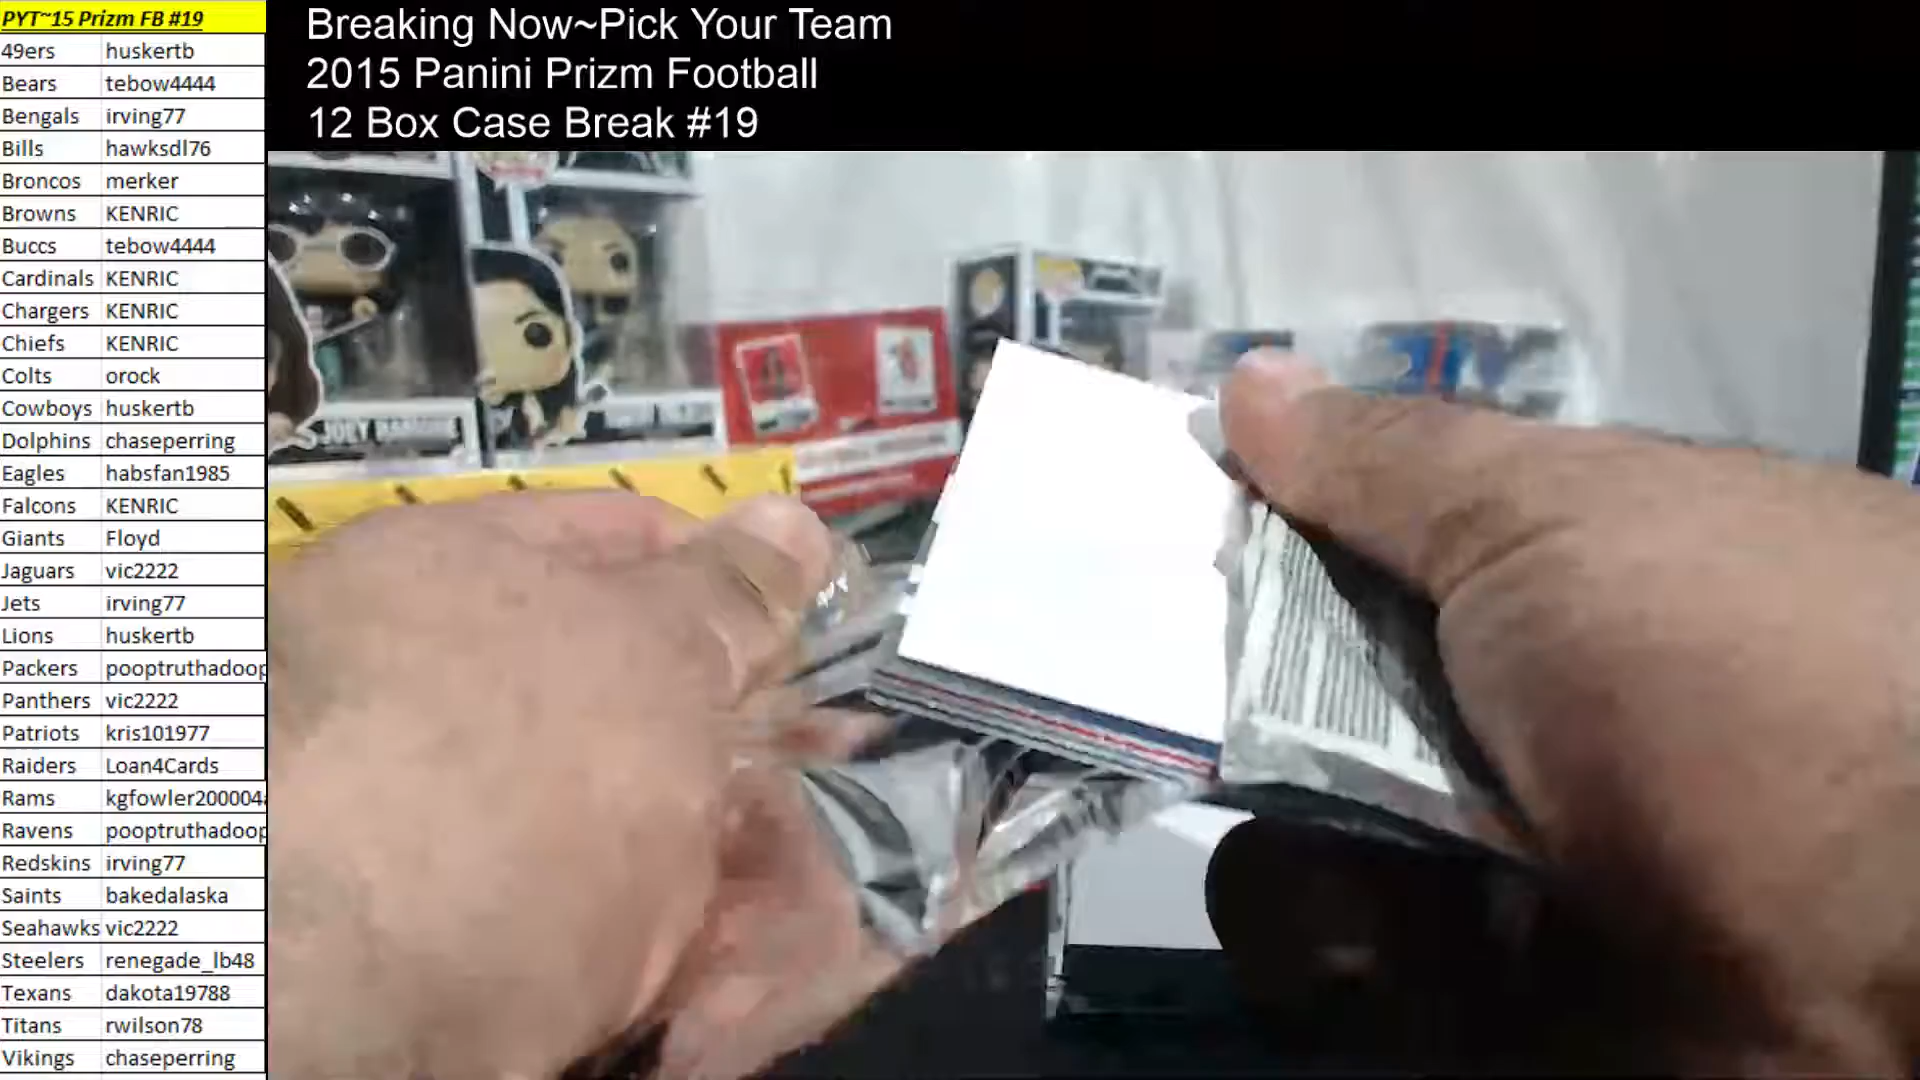 PYT~15 Prizm FB #19
49ers huskertb
Bears tebow4444
Bengals irving77
Bills hawksdl76
Broncos merker
Browns KENRIC
Buccs tebow4444
Cardinals KENRIC
Chargers KENRIC
Chiefs KENRIC
Colts orock
Cowboys huskertb
Dolphins chaseperring
Eagles habsfan1985
Falcons KENRIC
Giants Floyd
Jaguars vic2222
Jets irving77
Lions huskertb
Packers pooptruthadoop
Panthers vic2222
Patriots kris101977
Raiders Loan4Cards
Rams kgfowler200004
Ravens pooptruthadoop
Redskins irving77
Saints bakedalaska
Seahawks vic2222
Steelers renegade_lb48
Texans dakota19788
Titans rwilson78
Vikings chaseperring
Breaking Now~Pick Your Team
2015 Panini Prizm Football
12 Box Case Break #19
JOEY RAMONE